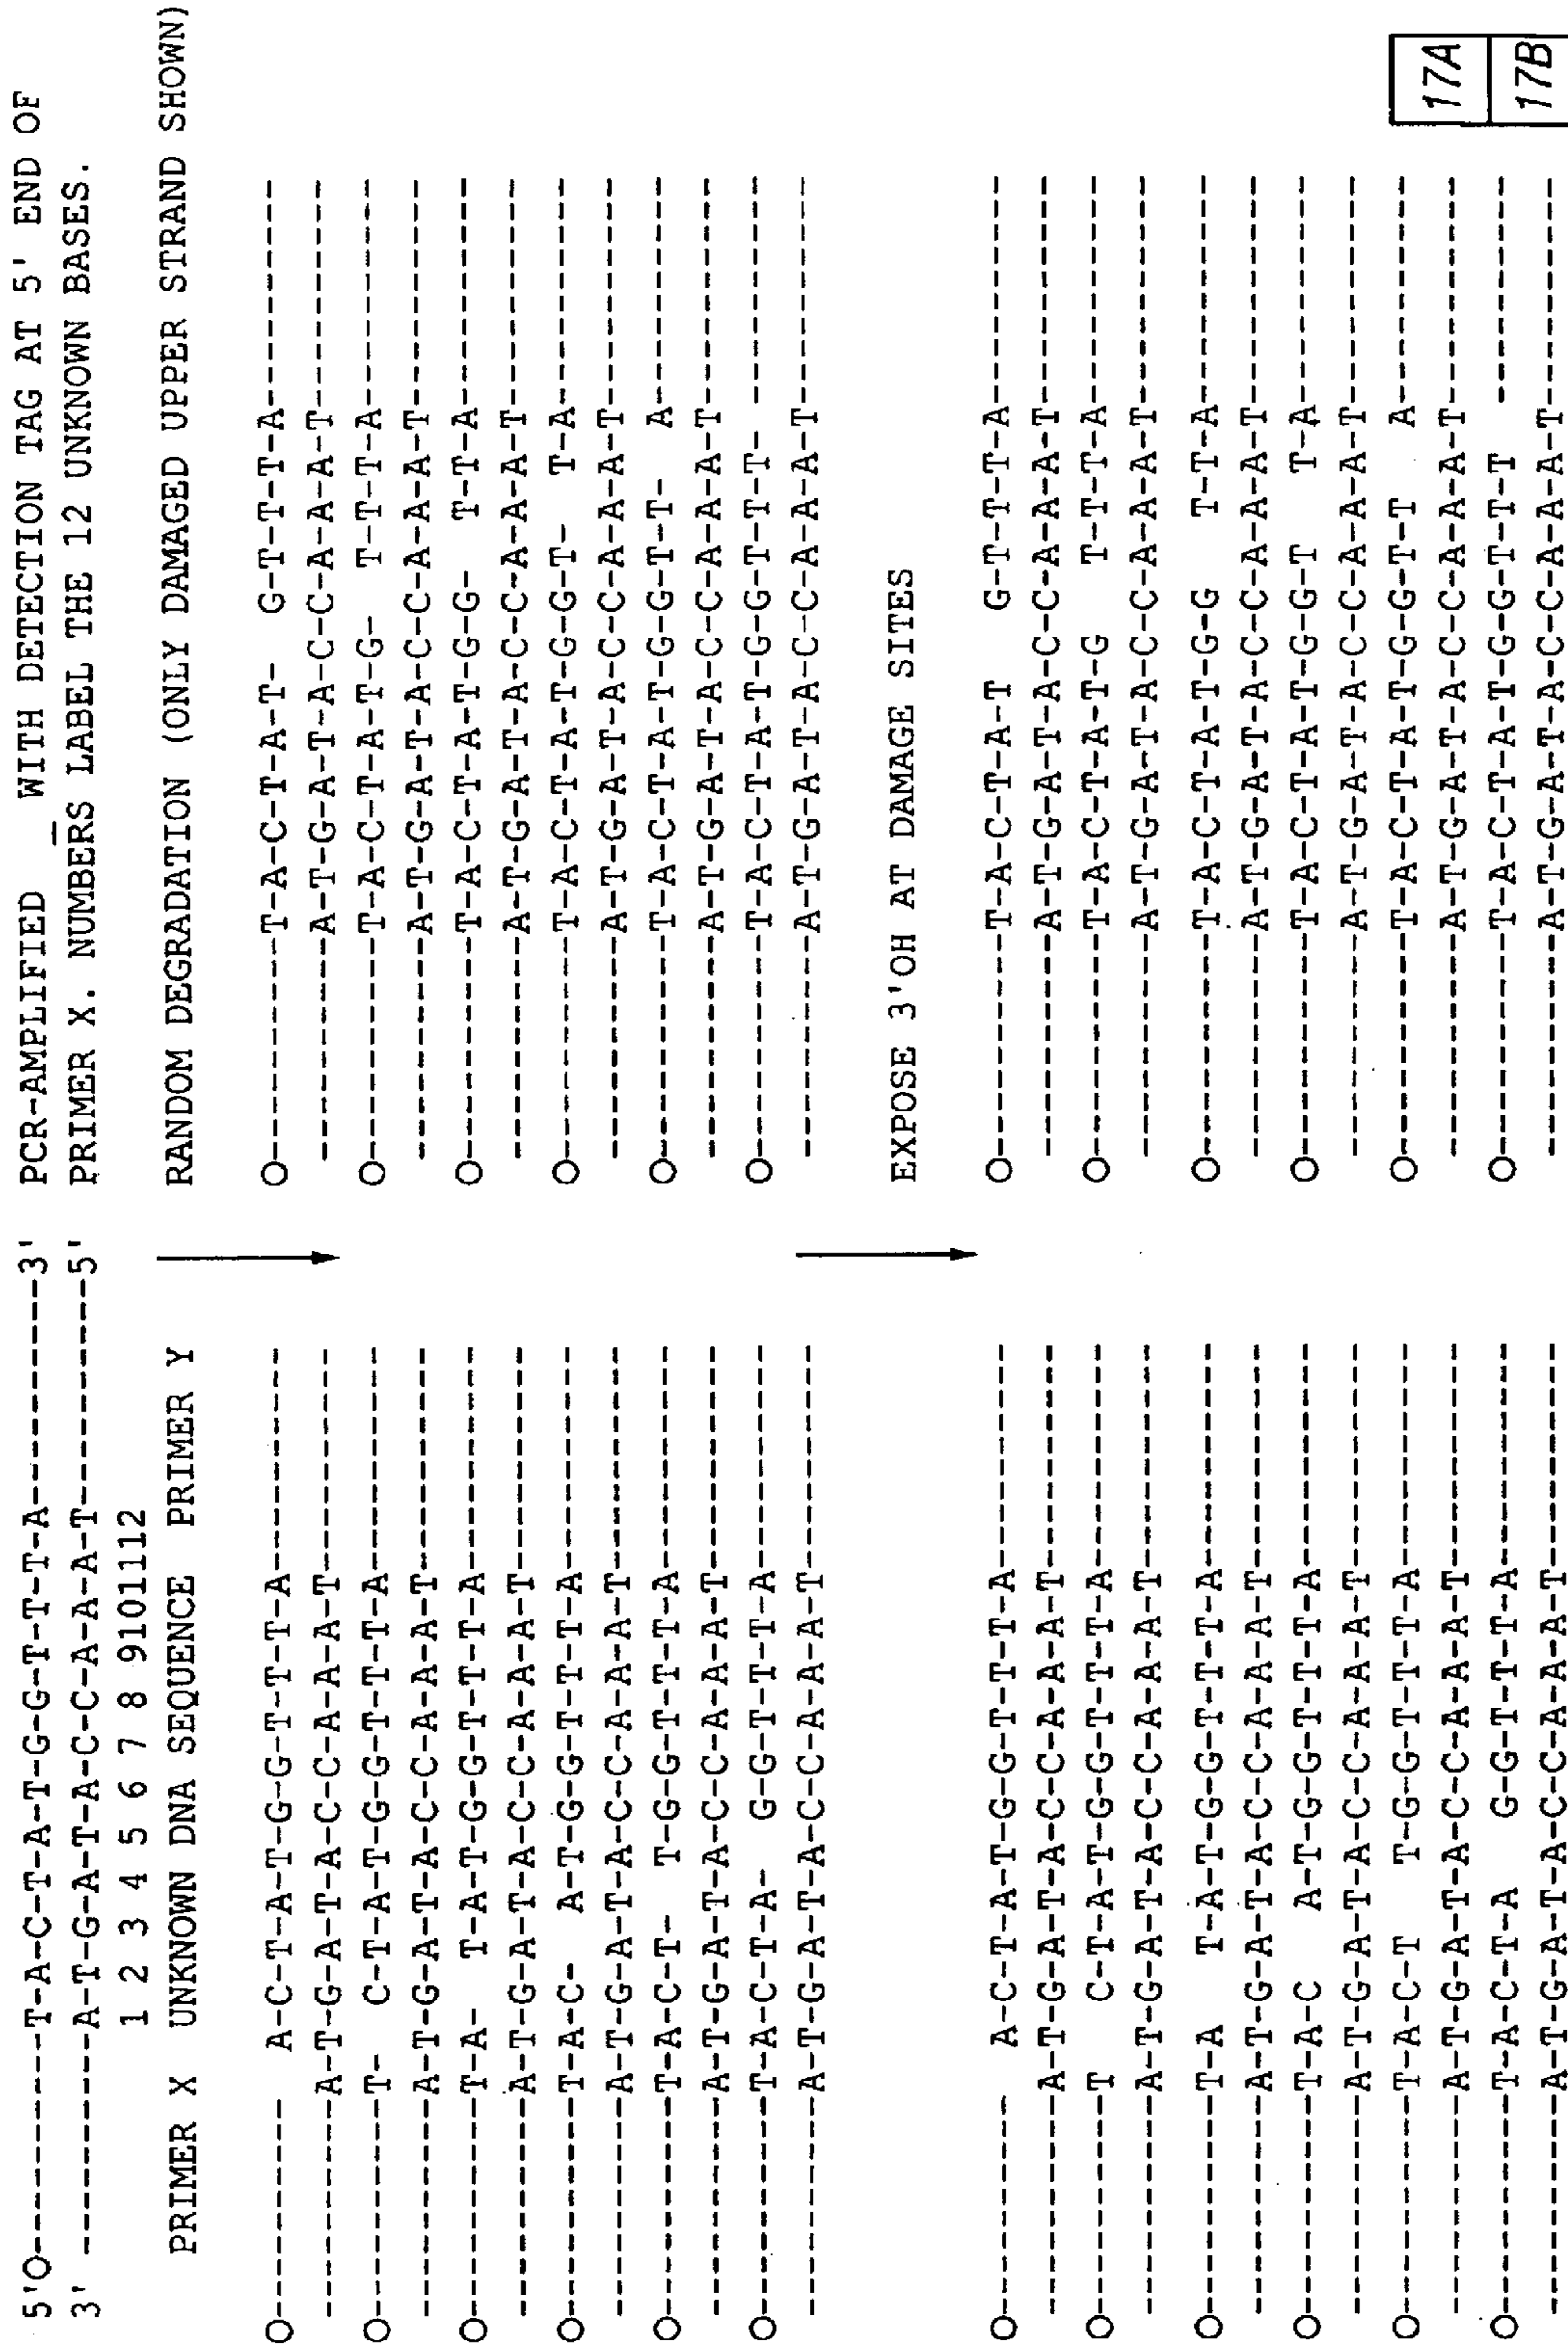 5'O----------T-A-C-T-A-T-G-G-T-T-T-A----------3' PCR-AMPLIFIED _ WITH DETECTION TAG AT 5' END OF
3' ----------A-T-G-A-T-A-C-C-A-A-A-T----------5' PRIMER X. NUMBERS LABEL THE 12 UNKNOWN BASES.
1 2 3 4 5 6 7 8 9101112
PRIMER X UNKNOWN DNA SEQUENCE PRIMER Y RANDOM DEGRADATION (ONLY DAMAGED UPPER STRAND SHOWN)
O---------- A-C-T-A-T-G-G-T-T-T-A---------- O----------T-A-C-T-A-T- G-T-T-T-A----------
----------A-T-G-A-T-A-C-C-A-A-A-T---------- ----------A-T-G-A-T-A-C-C-A-A-A-T----------
O----------T- C-T-A-T-G-G-T-T-T-A---------- O----------T-A-C-T-A-T-G- T-T-T-A----------
----------A-T-G-A-T-A-C-C-A-A-A-T---------- ----------A-T-G-A-T-A-C-C-A-A-A-T----------
O----------T-A- T-A-T-G-G-T-T-T-A---------- O----------T-A-C-T-A-T-G-G- T-T-A----------
----------A-T-G-A-T-A-C-C-A-A-A-T---------- ----------A-T-G-A-T-A-C-C-A-A-A-T----------
O----------T-A-C- A-T-G-G-T-T-T-A---------- O----------T-A-C-T-A-T-G-G-T- T-A----------
----------A-T-G-A-T-A-C-C-A-A-A-T---------- ----------A-T-G-A-T-A-C-C-A-A-A-T----------
O----------T-A-C-T- T-G-G-T-T-T-A---------- O----------T-A-C-T-A-T-G-G-T-T- A----------
----------A-T-G-A-T-A-C-C-A-A-A-T---------- ----------A-T-G-A-T-A-C-C-A-A-A-T----------
O----------T-A-C-T-A- G-G-T-T-T-A---------- O----------T-A-C-T-A-T-G-G-T-T-T- ----------
----------A-T-G-A-T-A-C-C-A-A-A-T---------- ----------A-T-G-A-T-A-C-C-A-A-A-T----------
EXPOSE 3'OH AT DAMAGE SITES
O---------- A-C-T-A-T-G-G-T-T-T-A---------- O----------T-A-C-T-A-T G-T-T-T-A----------
----------A-T-G-A-T-A-C-C-A-A-A-T---------- ----------A-T-G-A-T-A-C-C-A-A-A-T----------
O----------T C-T-A-T-G-G-T-T-T-A---------- O----------T-A-C-T-A-T-G T-T-T-A----------
----------A-T-G-A-T-A-C-C-A-A-A-T---------- ----------A-T-G-A-T-A-C-C-A-A-A-T----------
O----------T-A T-A-T-G-G-T-T-T-A---------- O----------T-A-C-T-A-T-G-G T-T-A----------
----------A-T-G-A-T-A-C-C-A-A-A-T---------- ----------A-T-G-A-T-A-C-C-A-A-A-T----------
O----------T-A-C A-T-G-G-T-T-T-A---------- O----------T-A-C-T-A-T-G-G-T T-A----------
----------A-T-G-A-T-A-C-C-A-A-A-T---------- ----------A-T-G-A-T-A-C-C-A-A-A-T----------
O----------T-A-C-T T-G-G-T-T-T-A---------- O----------T-A-C-T-A-T-G-G-T-T A----------
----------A-T-G-A-T-A-C-C-A-A-A-T---------- ----------A-T-G-A-T-A-C-C-A-A-A-T----------
O----------T-A-C-T-A G-G-T-T-T-A---------- O----------T-A-C-T-A-T-G-G-T-T-T ----------
----------A-T-G-A-T-A-C-C-A-A-A-T---------- ----------A-T-G-A-T-A-C-C-A-A-A-T----------
17A
17B